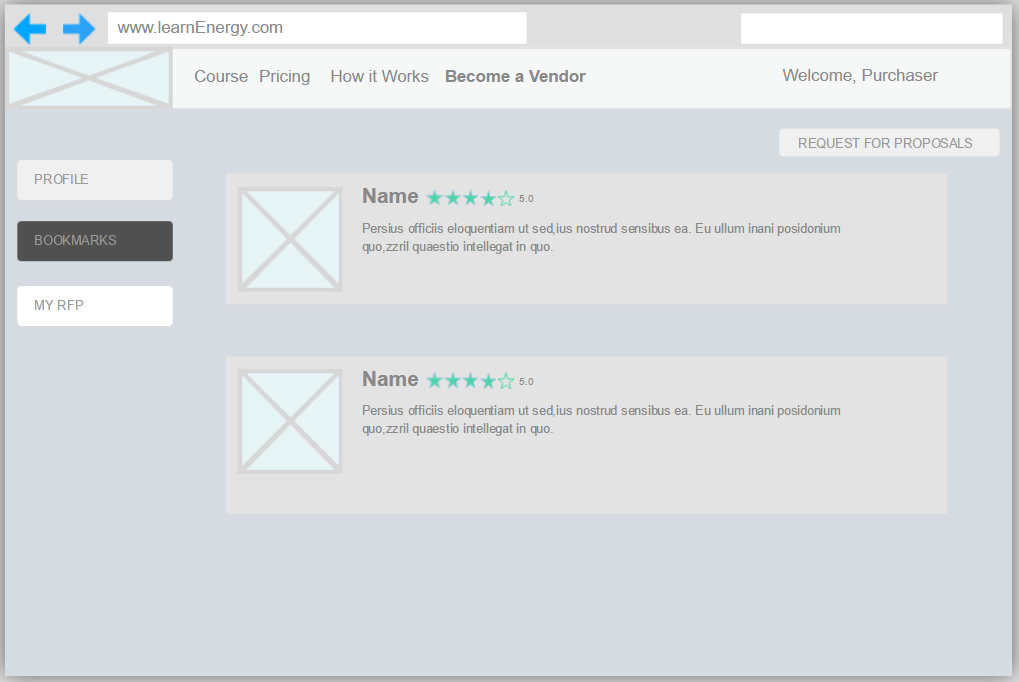 www.learnEnergy.com
Course Pricing How it Works Become a Vendor Welcome, Purchaser
REQUEST FOR PROPOSALS
PROFILE
BOOKMARKS
MY RFP
Name 5.0
Persius officiis eloquentiam ut sed,ius nostrud sensibus ea. Eu ullum inani posidonium
quo,zzril quaestio intellegat in quo.
Name 5.0
Persius officiis eloquentiam ut sed,ius nostrud sensibus ea. Eu ullum inani posidonium
quo,zzril quaestio intellegat in quo.